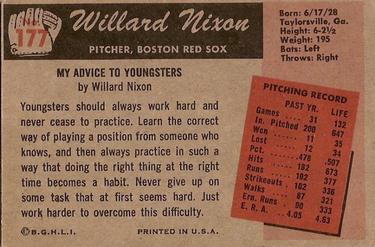 177
Willard Nixon
PITCHER, BOSTON RED SOX
Born: 6/17/28
Taylorsville, Ga.
Height: 6-2½
Weight: 195
Bats: Left
Throws: Right
MY ADVICE TO YOUNGSTERS
by Willard Nixon
Youngsters should always work hard and
never cease to practice. Learn the correct
way of playing a position from someone who
knows, and then always practice in such a
way that doing the right thing at the right
time becomes a habit. Never give up on
some task that at first seems hard. Just
work harder to overcome this difficulty.
©B.G.H.L.I. PRINTED IN U.S.A.
PITCHING RECORD
PAST YR. LIFE
Games 31 132
In. Pitched 200 647
Won 11 35
Lost 12 34
Pct. .478 .507
Hits 182 673
Runs 102 377
Strikeouts 102 336
Walks 87 321
Ern. Runs 90 333
E. R. A. 4.05 4.63